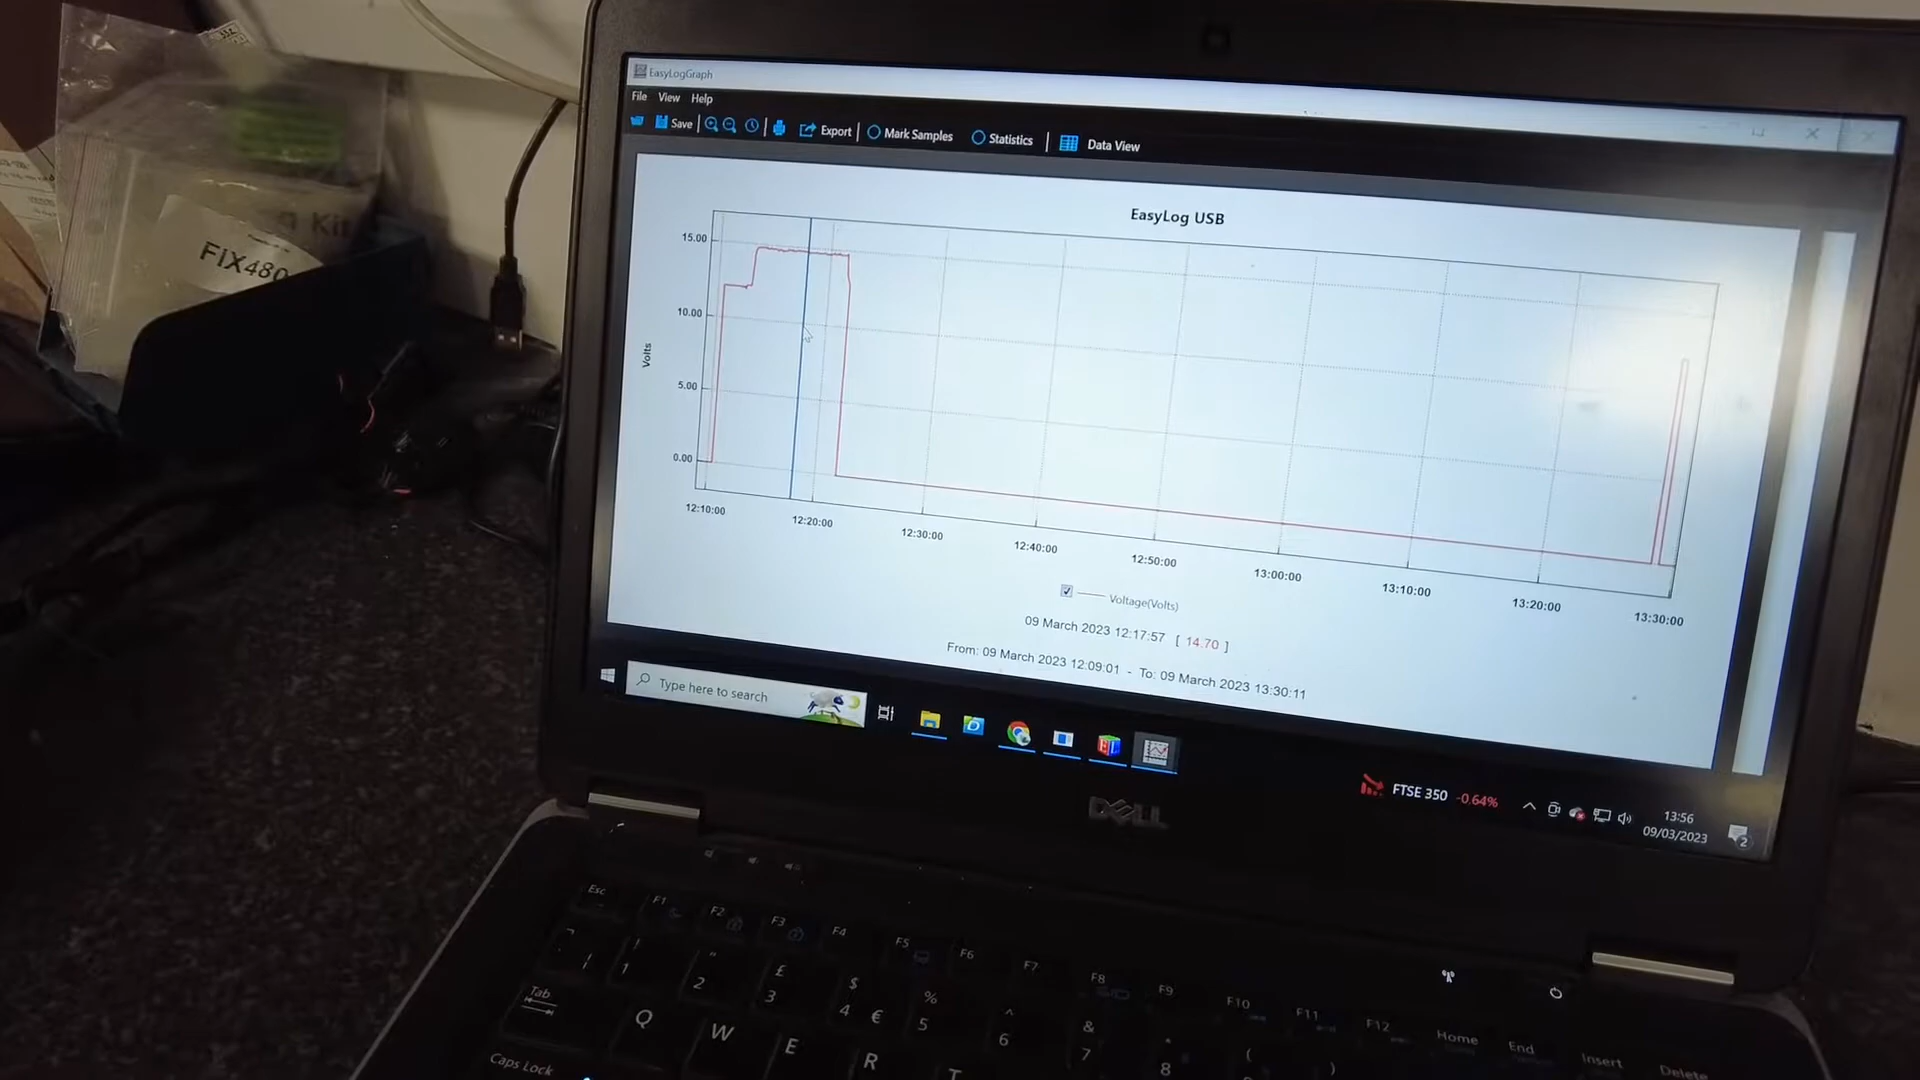 EasyLogGraph
File View Help
Save Export Mark Samples Statistics Data View
EasyLog USB
15.00
10.00
5.00
0.00
Volts
12:10:00 12:20:00 12:30:00 12:40:00 12:50:00 13:00:00 13:10:00 13:20:00 13:30:00
Voltage(Volts)
09 March 2023 12:17:57 [ 14.70 ]
From: 09 March 2023 12:09:01 - To: 09 March 2023 13:30:11
Type here to search
FTSE 350 -0.64%
13:56
09/03/2023
2
DELL
Kit
FIX480
Esc F1 F2 F3 F4 F5 F6 F7 F8 F9 F10 F11 F12 Home End Insert Delete
! " £ $ % ^ & * ( )
1 2 3 4 € 5 6 7 8
Tab Q W E R T
Caps Lock